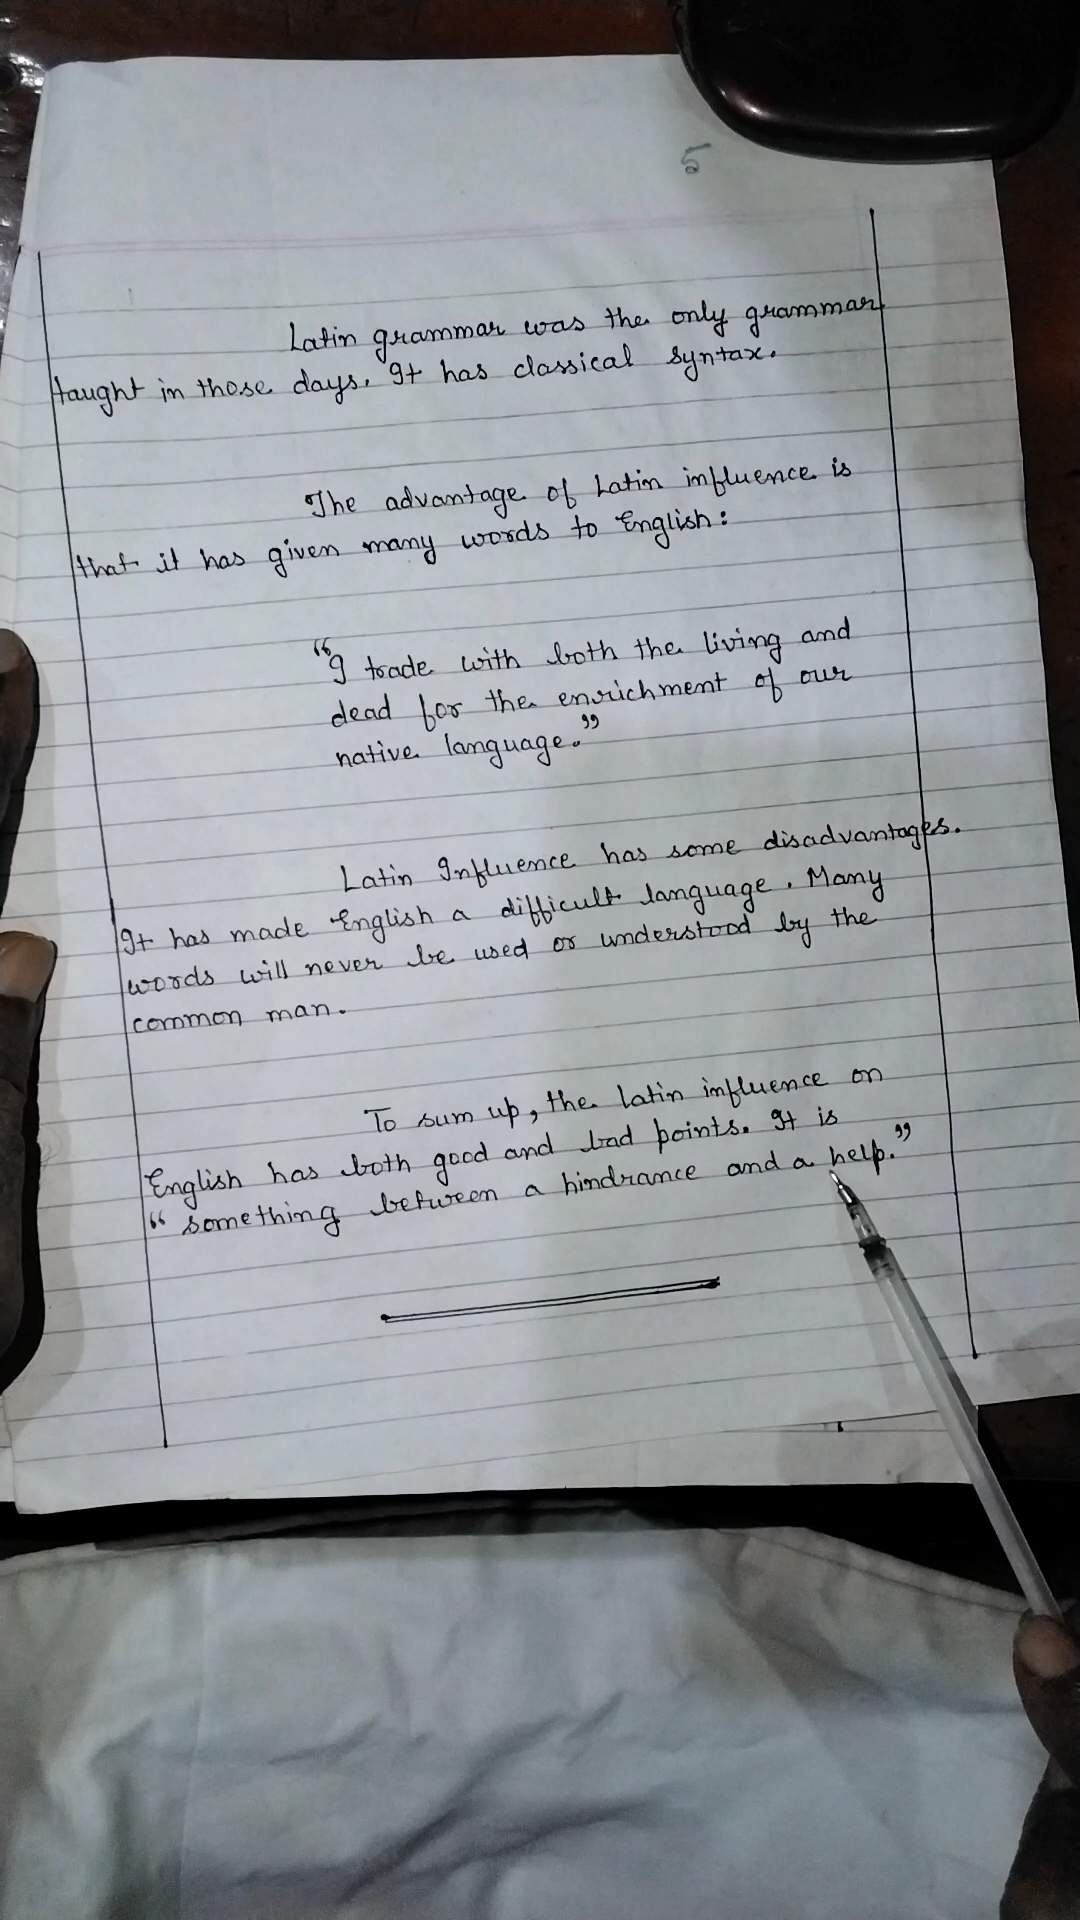 5
Latin grammar was the only grammar
taught in those days. It has classical syntax.
The advantage of Latin influence is
that it has given many words to English:
“I trade with both the living and
dead for the enrichment of our
native language.”
Latin Influence has some disadvantages.
It has made English a difficult language. Many
words will never be used or understood by the
common man.
To sum up, the latin influence on
English has both good and bad points. It is
“something between a hindrance and a help.”